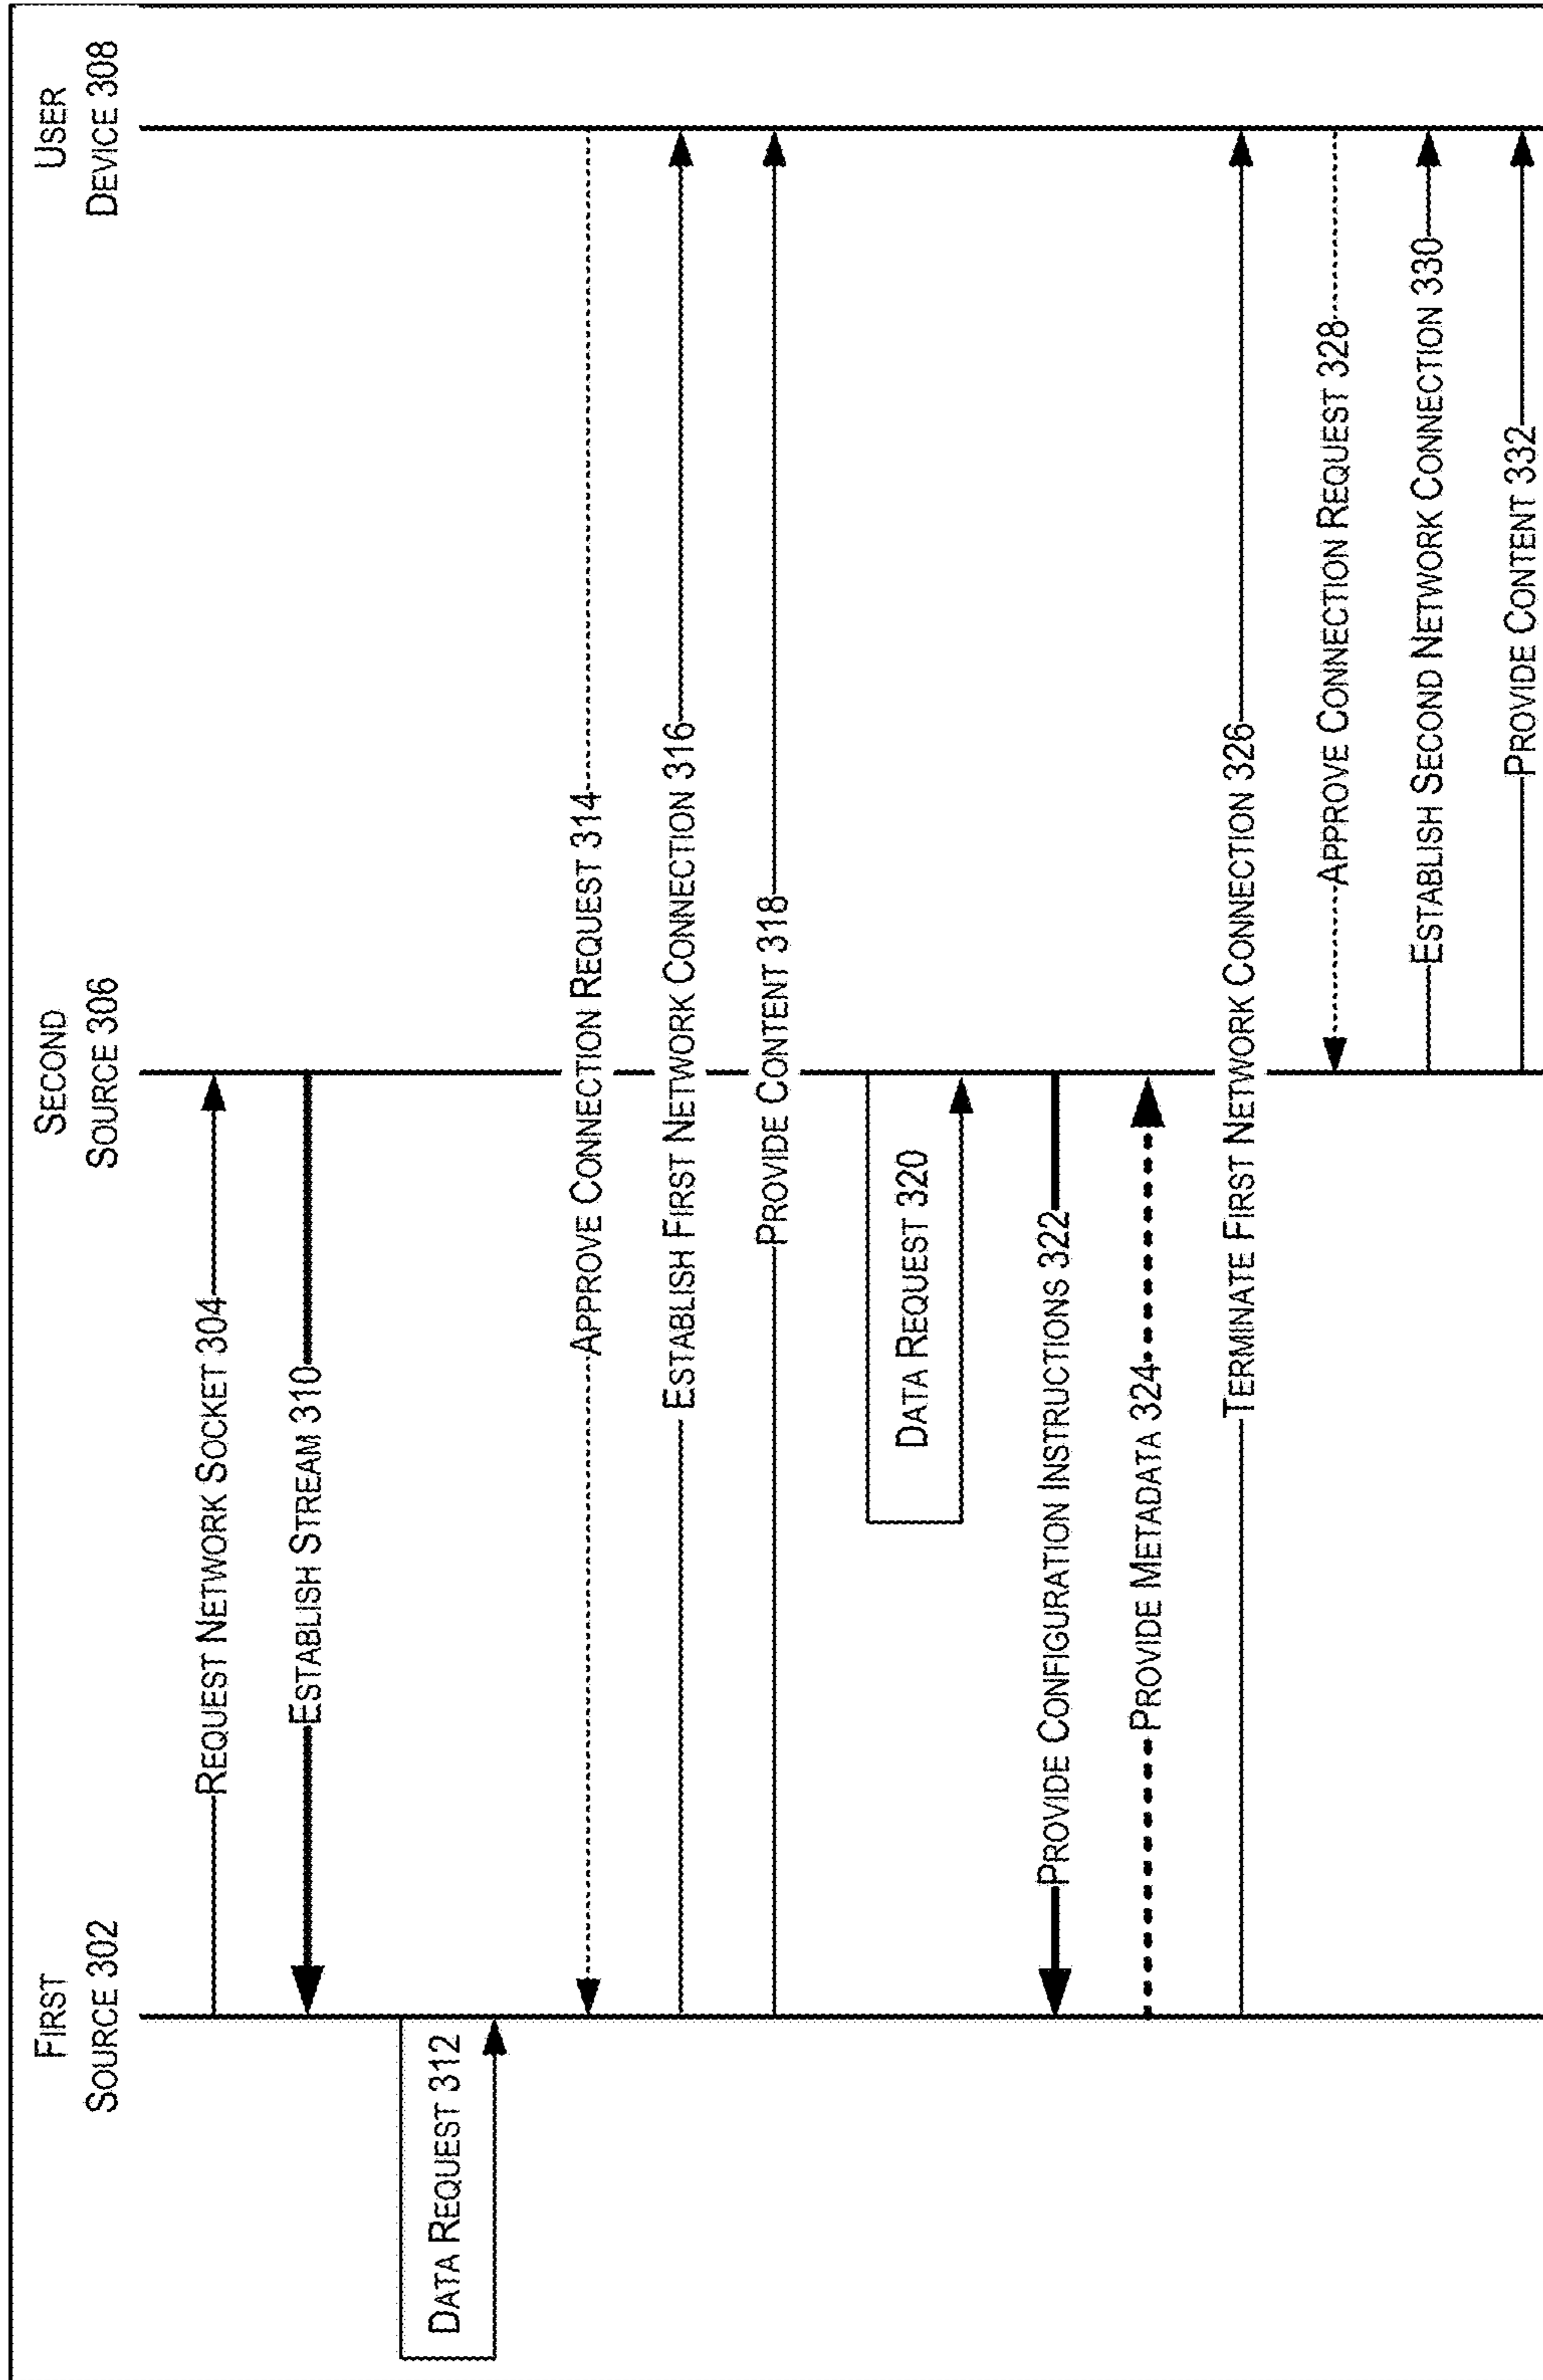 FIRST
SOURCE 302
SECOND
SOURCE 306
USER
DEVICE 308
REQUEST NETWORK SOCKET 304
ESTABLISH STREAM 310
DATA REQUEST 312
APPROVE CONNECTION REQUEST 314
ESTABLISH FIRST NETWORK CONNECTION 316
PROVIDE CONTENT 318
DATA REQUEST 320
PROVIDE CONFIGURATION INSTRUCTIONS 322
PROVIDE METADATA 324
TERMINATE FIRST NETWORK CONNECTION 326
APPROVE CONNECTION REQUEST 328
ESTABLISH SECOND NETWORK CONNECTION 330
PROVIDE CONTENT 332